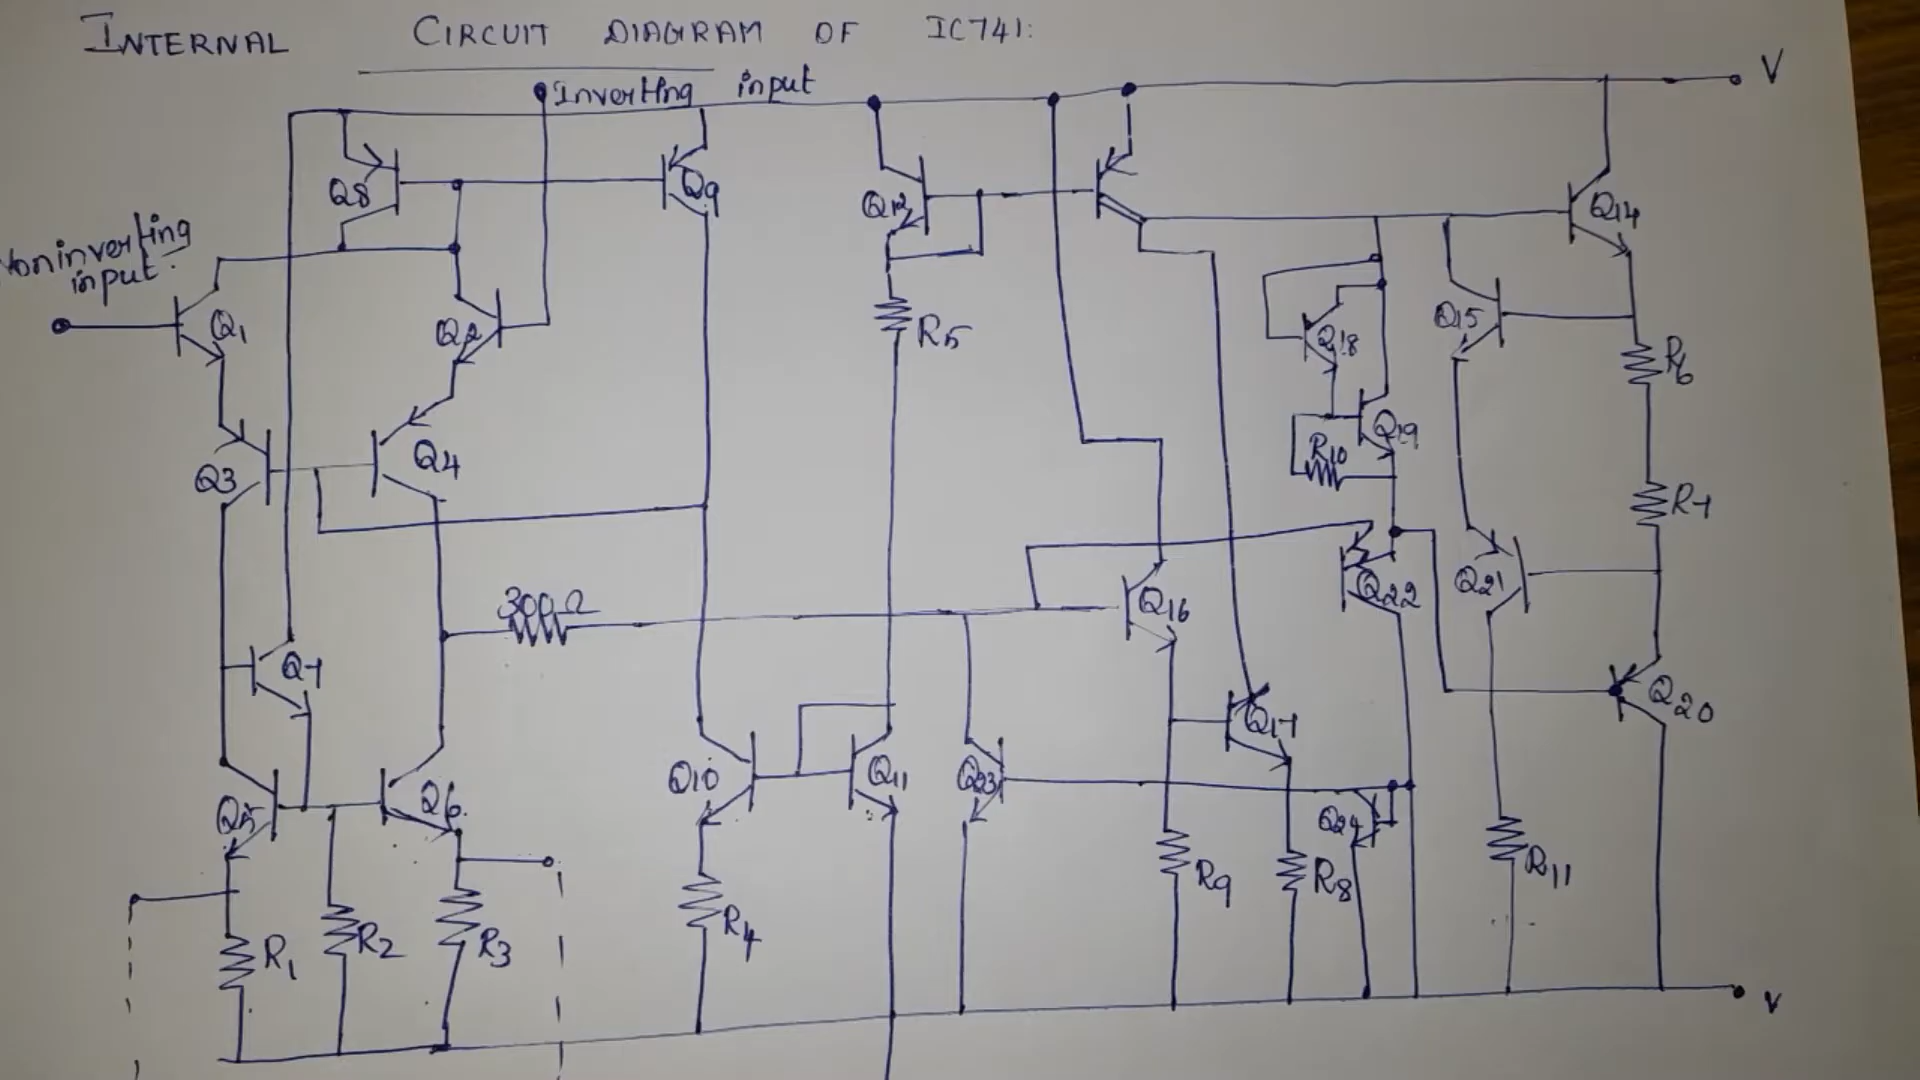 INTERNAL CIRCUIT DIAGRAM OF IC741:
Inverting input
V
Q8
Q9
Q12
Q14
Noninverting
input
Q1
Q2
R5
Q18
Q15
R6
Q3
Q4
R10
Q19
R7
300Ω
Q16
Q22
Q21
Q7
Q17
Q20
Q5
Q6
Q10
Q11
Q23
Q24
R1
R2
R3
R4
R9
R8
R11
V